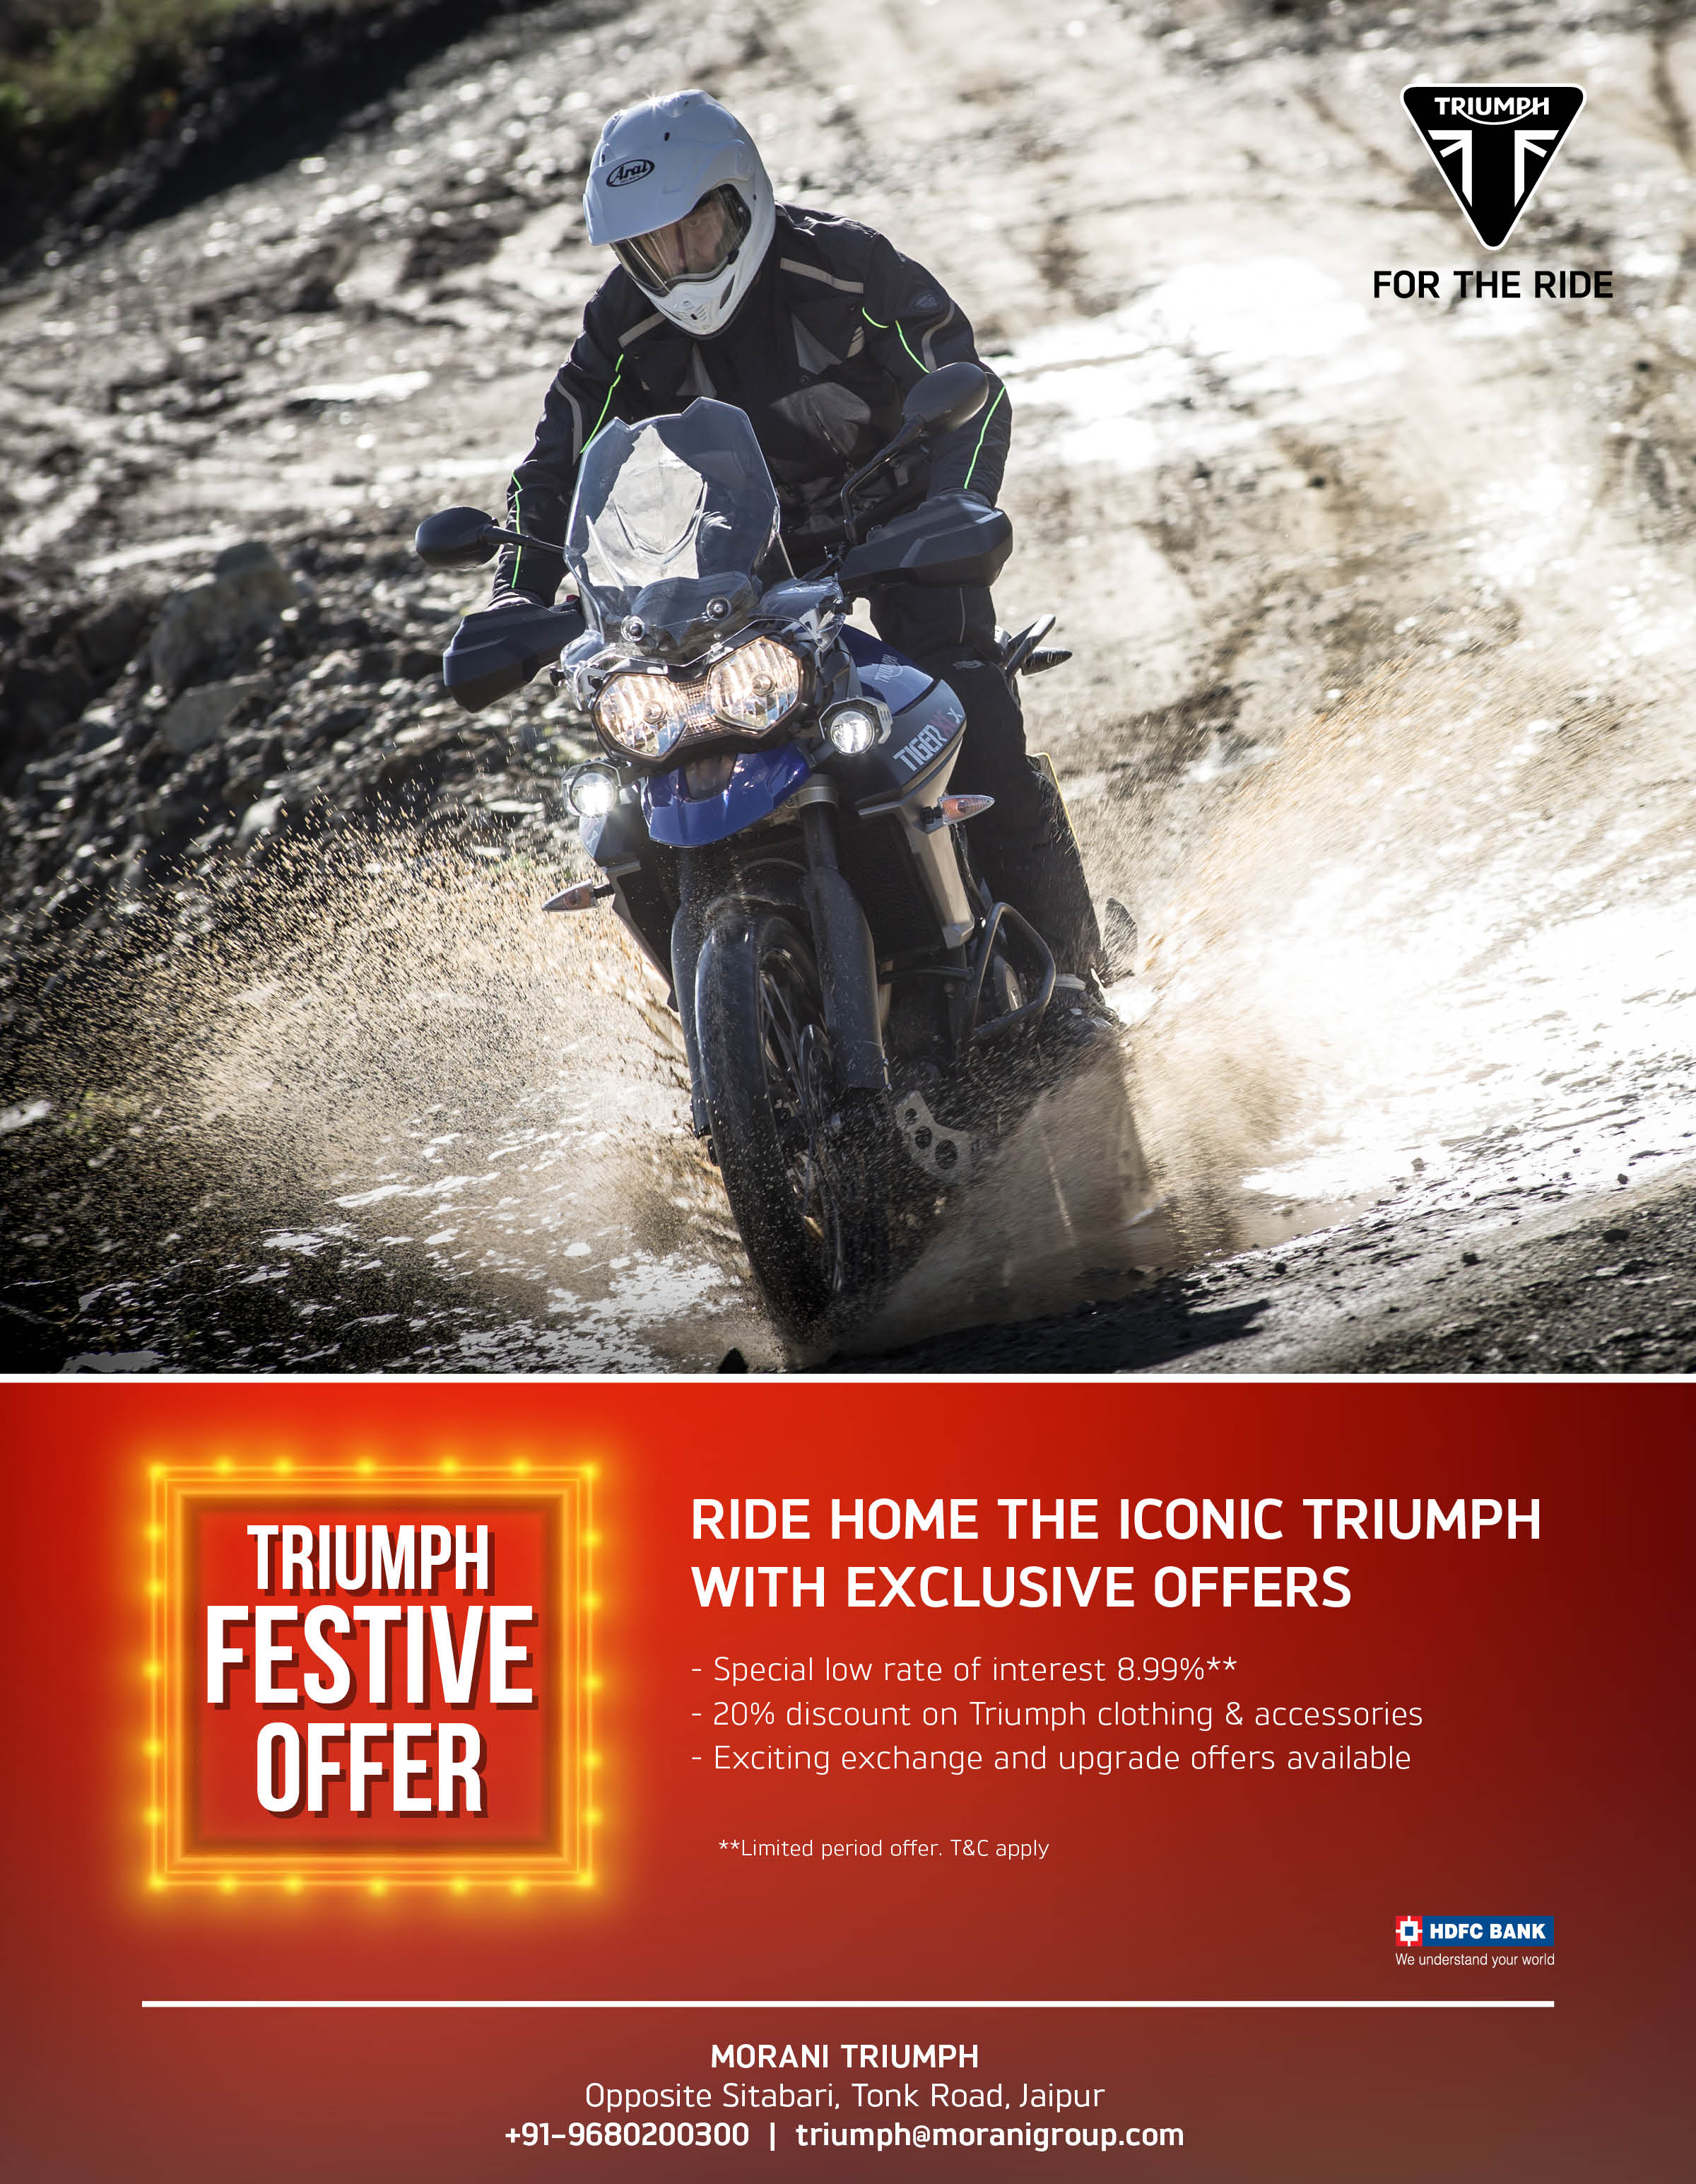 TRIUMPH
FOR THE RIDE
Arai
TRIUMPH
TIGER
TRIUMPH
FESTIVE
OFFER
RIDE HOME THE ICONIC TRIUMPH
WITH EXCLUSIVE OFFERS
- Special low rate of interest 8.99%**
- 20% discount on Triumph clothing & accessories
- Exciting exchange and upgrade offers available
**Limited period offer. T&C apply
HDFC BANK
We understand your world
MORANI TRIUMPH
Opposite Sitabari, Tonk Road, Jaipur
+91-9680200300 | triumph@moranigroup.com